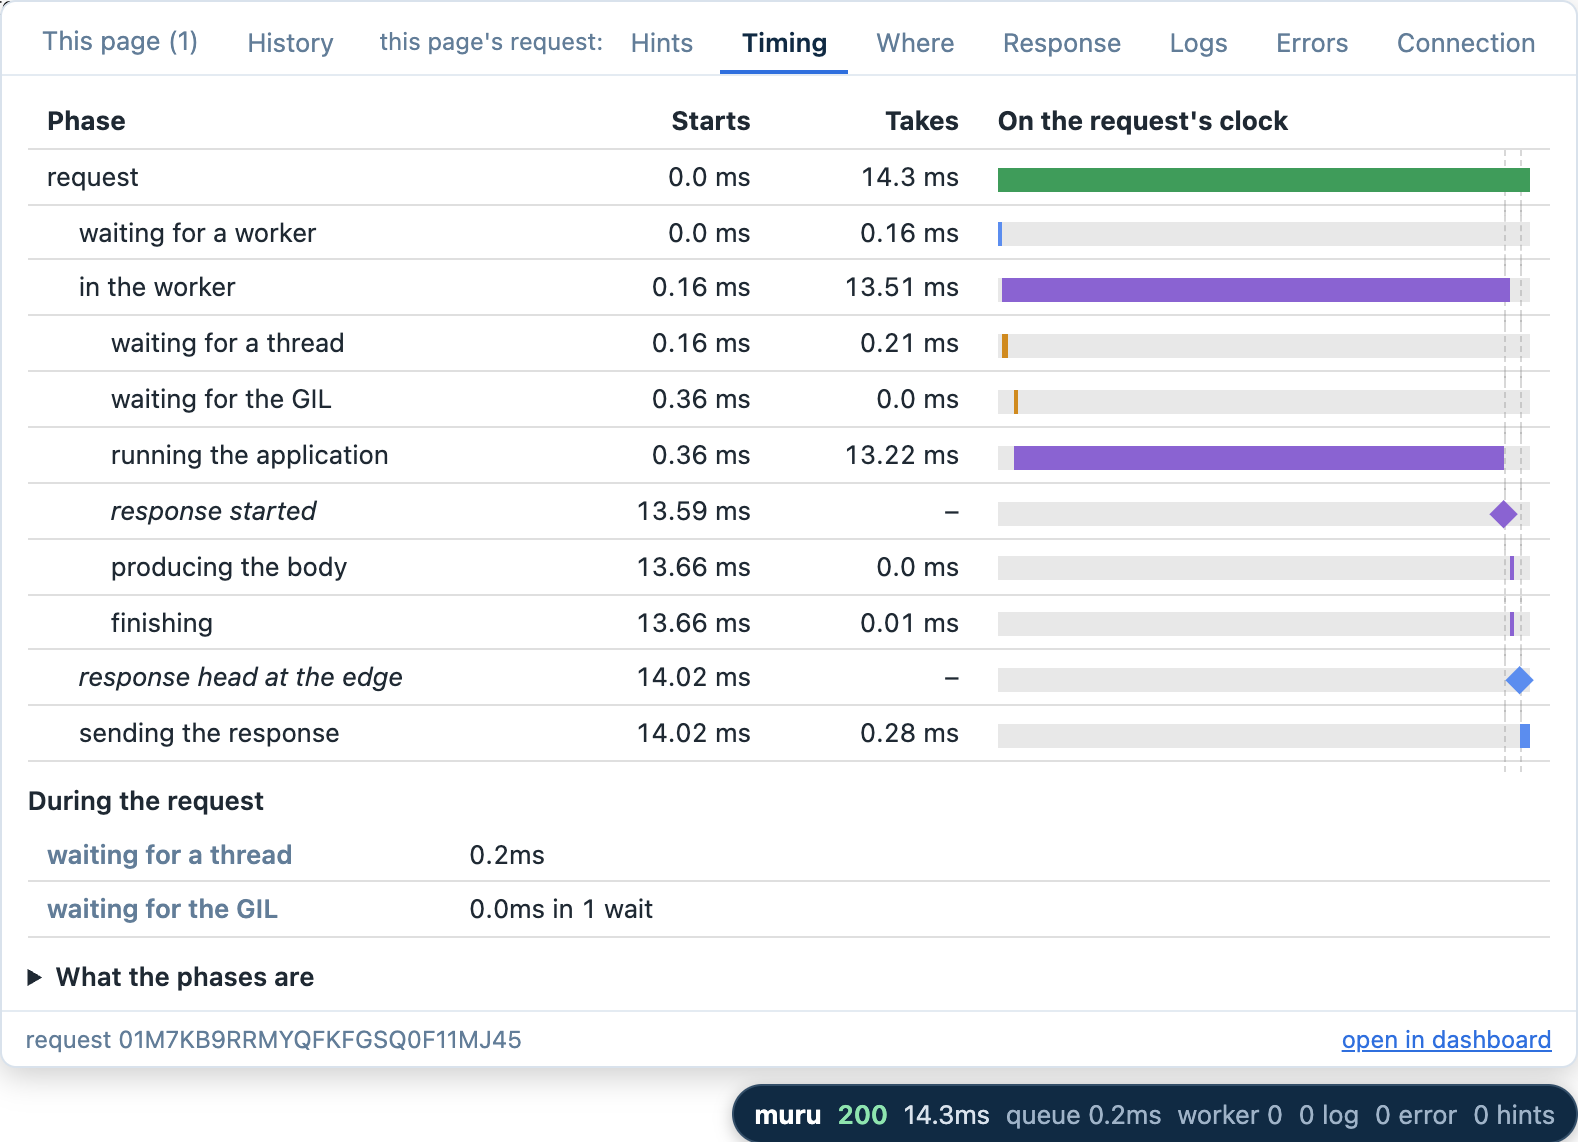 This page (1) History this page's request: Hints Timing Where Response Logs Errors Connection
Phase Starts Takes On the request's clock
request 0.0 ms 14.3 ms
waiting for a worker 0.0 ms 0.16 ms
in the worker 0.16 ms 13.51 ms
waiting for a thread 0.16 ms 0.21 ms
waiting for the GIL 0.36 ms 0.0 ms
running the application 0.36 ms 13.22 ms
response started 13.59 ms –
producing the body 13.66 ms 0.0 ms
finishing 13.66 ms 0.01 ms
response head at the edge 14.02 ms –
sending the response 14.02 ms 0.28 ms
During the request
waiting for a thread 0.2ms
waiting for the GIL 0.0ms in 1 wait
▶ What the phases are
request 01M7KB9RRMYQFKFGSQ0F11MJ45 open in dashboard
muru 200 14.3ms queue 0.2ms worker 0 0 log 0 error 0 hints